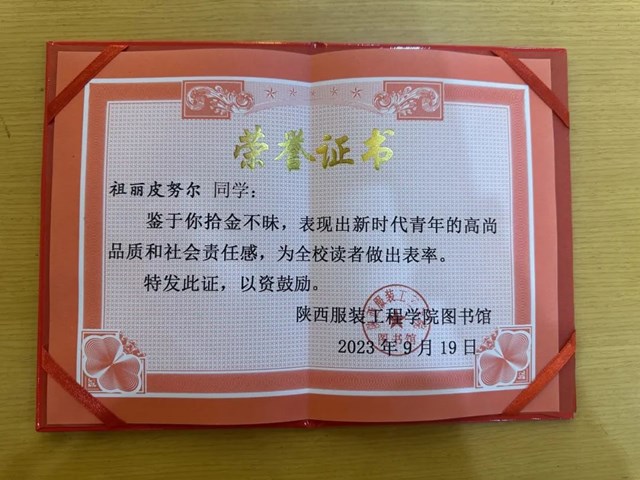 荣誉证书
祖丽皮努尔 同学：
鉴于你拾金不昧，表现出新时代青年的高尚
品质和社会责任感，为全校读者做出表率。
特发此证，以资鼓励。
陕西服装工程学院图书馆
2023年9月19日
图书馆